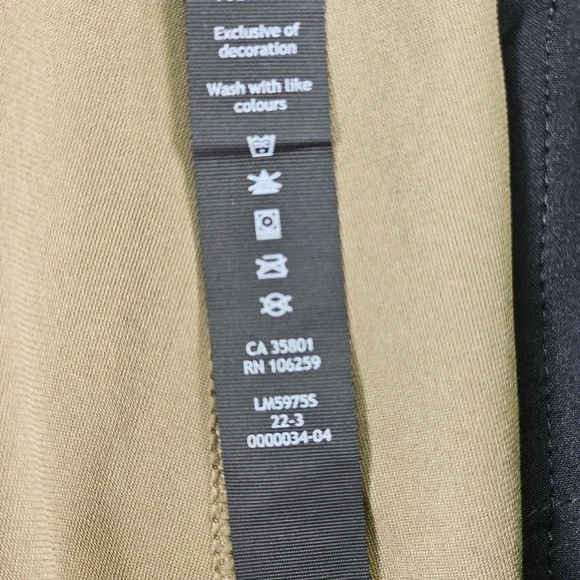 Exclusive of
decoration
Wash with like
colours
CA 35801
RN 106259
LM5975S
22-3
0000034-04